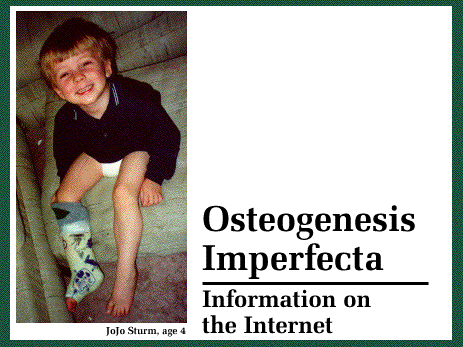 Osteogenesis
Imperfecta
Information on
the Internet
JoJo Sturm, age 4